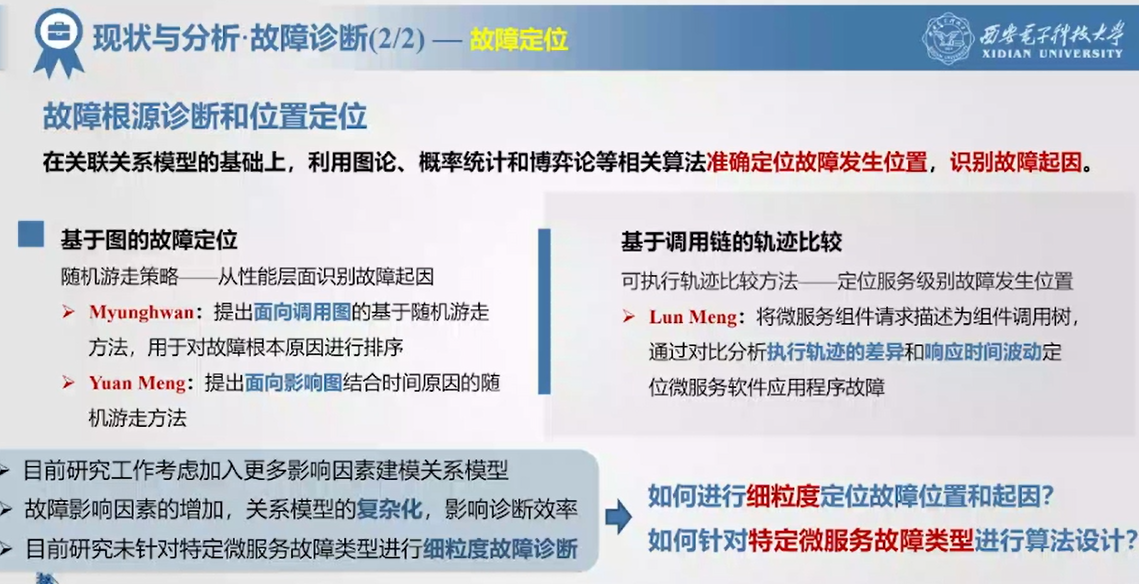 现状与分析·故障诊断(2/2) — 故障定位
西安电子科技大学
XIDIAN UNIVERSITY
故障根源诊断和位置定位
在关联关系模型的基础上，利用图论、概率统计和博弈论等相关算法准确定位故障发生位置，识别故障起因。
基于图的故障定位
随机游走策略——从性能层面识别故障起因
➢ Myunghwan：提出面向调用图的基于随机游走
方法，用于对故障根本原因进行排序
➢ Yuan Meng：提出面向影响图结合时间原因的随
机游走方法
基于调用链的轨迹比较
可执行轨迹比较方法——定位服务级别故障发生位置
➢ Lun Meng：将微服务组件请求描述为组件调用树，
通过对比分析执行轨迹的差异和响应时间波动定
位微服务软件应用程序故障
➢ 目前研究工作考虑加入更多影响因素建模关系模型
➢ 故障影响因素的增加，关系模型的复杂化，影响诊断效率
➢ 目前研究未针对特定微服务故障类型进行细粒度故障诊断
如何进行细粒度定位故障位置和起因？
如何针对特定微服务故障类型进行算法设计？